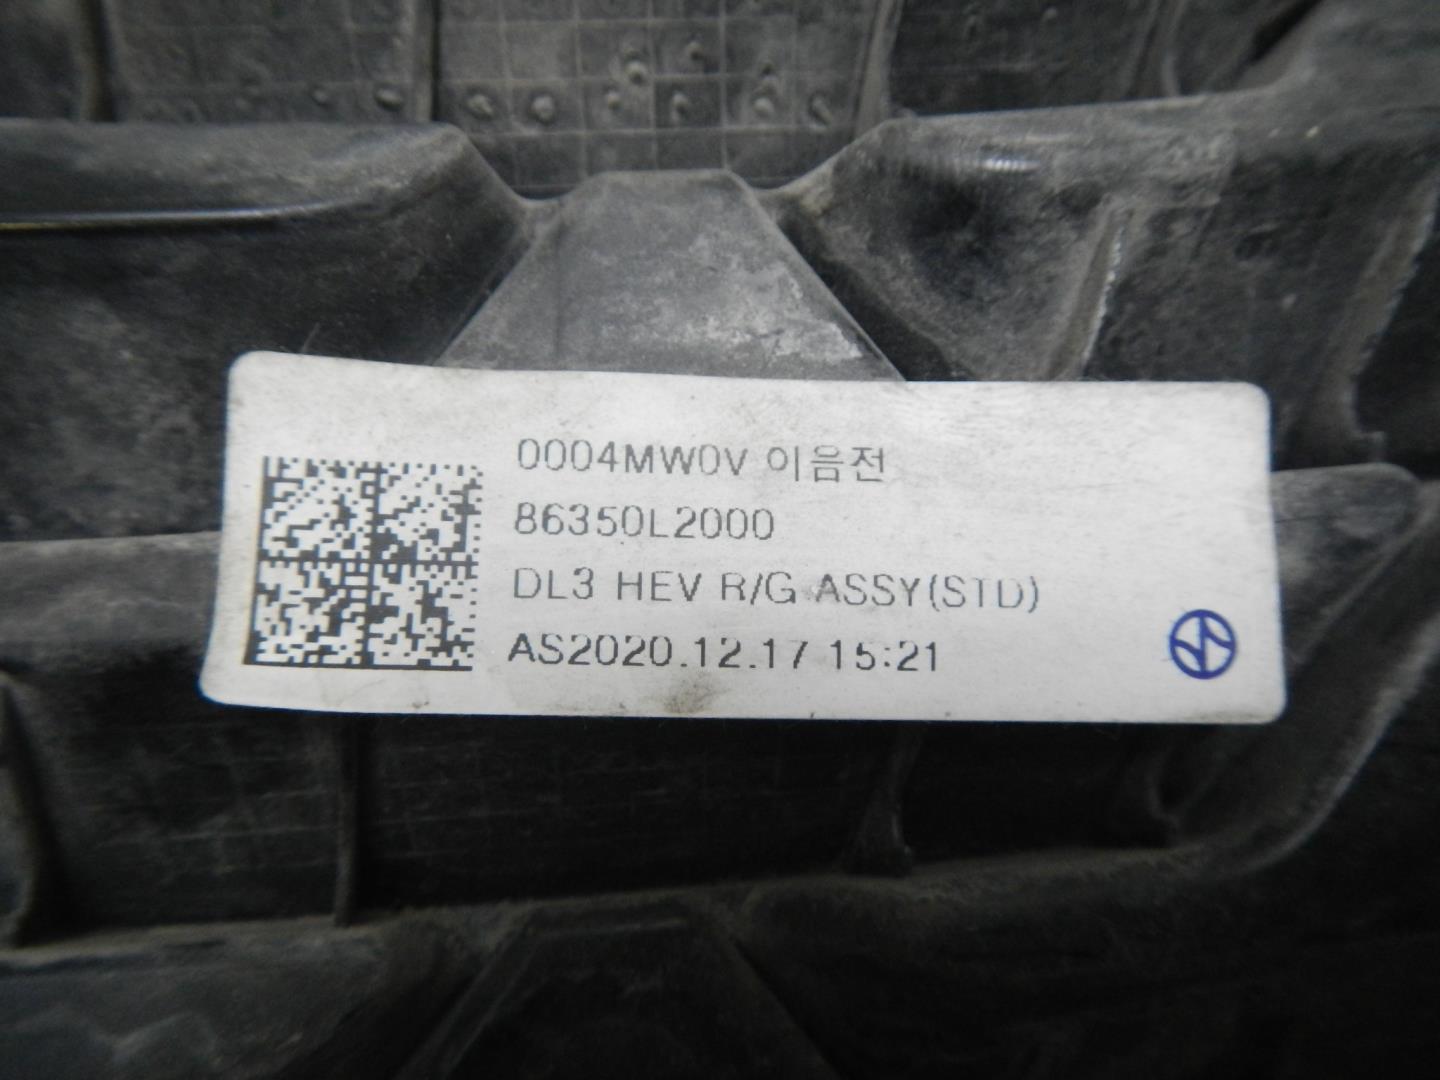 0004MW0V 이음전
86350L2000
DL3 HEV R/G ASSY(STD)
AS2020.12.17 15:21